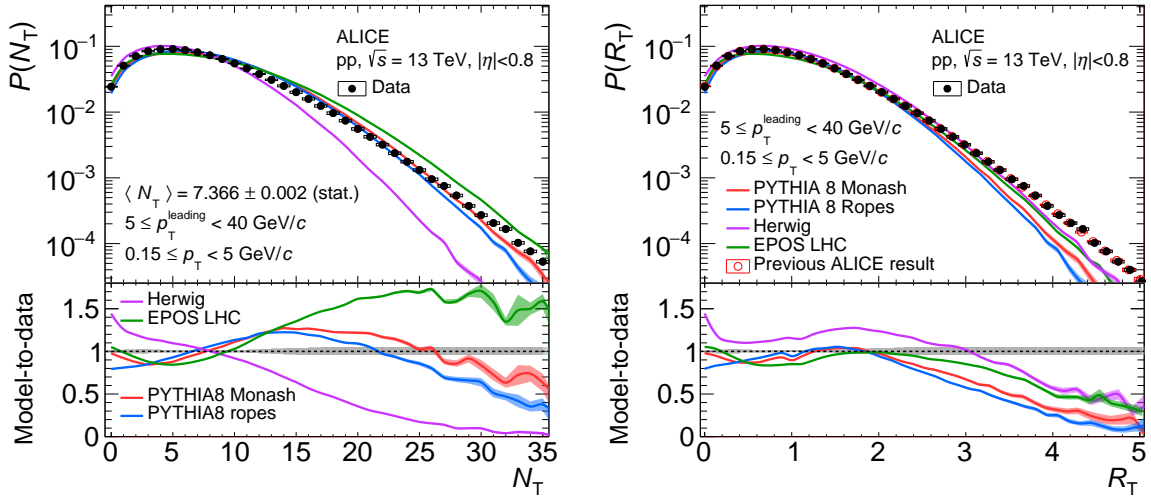 P(N_T)
10⁻¹
10⁻²
10⁻³
10⁻⁴
ALICE
pp, √s = 13 TeV, |η|<0.8
Data
⟨ N_T ⟩ = 7.366 ± 0.002 (stat.)
5 ≤ p_T^leading < 40 GeV/c
0.15 ≤ p_T < 5 GeV/c
Model-to-data
1.5
1
0.5
0
Herwig
EPOS LHC
PYTHIA8 Monash
PYTHIA8 ropes
0 5 10 15 20 25 30 35
N_T
P(R_T)
10⁻¹
10⁻²
10⁻³
10⁻⁴
ALICE
pp, √s = 13 TeV, |η|<0.8
Data
5 ≤ p_T^leading < 40 GeV/c
0.15 ≤ p_T < 5 GeV/c
PYTHIA 8 Monash
PYTHIA 8 Ropes
Herwig
EPOS LHC
Previous ALICE result
Model-to-data
1.5
1
0.5
0
0 1 2 3 4 5
R_T